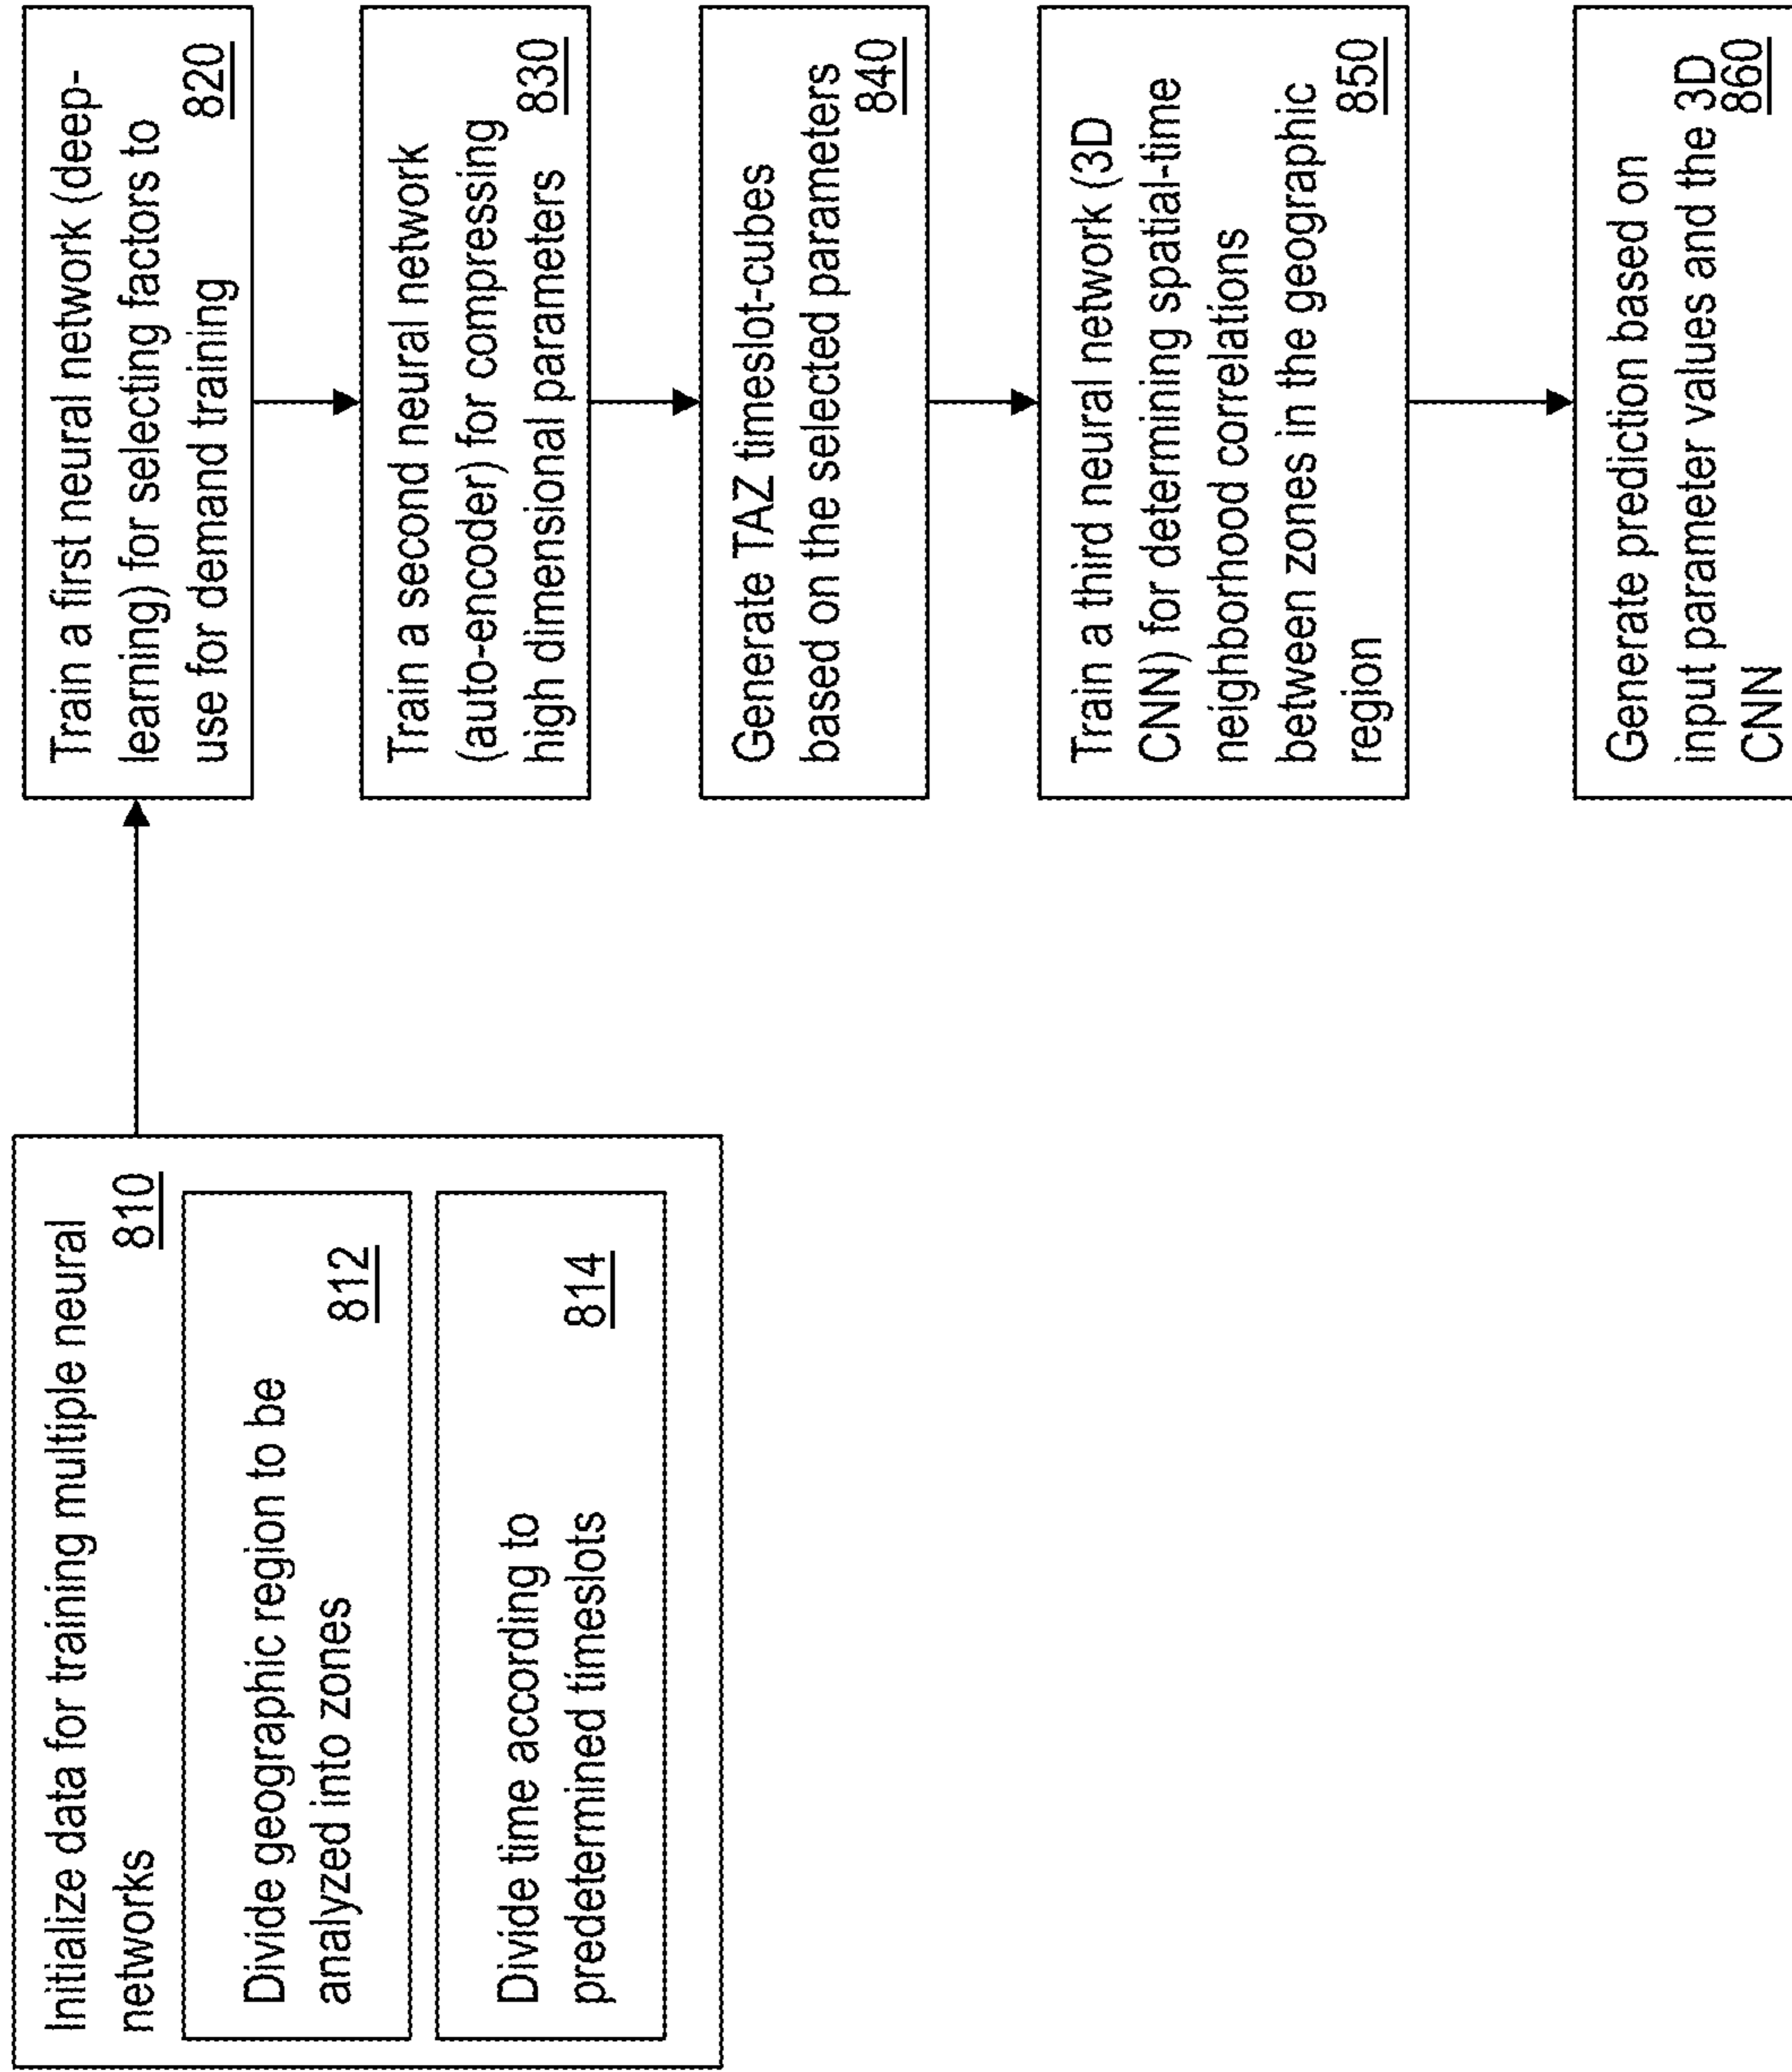 Initialize data for training multiple neural
networks
810
Divide geographic region to be
analyzed into zones
812
Divide time according to
predetermined timeslots
814
Train a first neural network (deep-
learning) for selecting factors to
use for demand training
820
Train a second neural network
(auto-encoder) for compressing
high dimensional parameters
830
Generate TAZ timeslot-cubes
based on the selected parameters
840
Train a third neural network (3D
CNN) for determining spatial-time
neighborhood correlations
between zones in the geographic
region
850
Generate prediction based on
input parameter values and the 3D
CNN
860